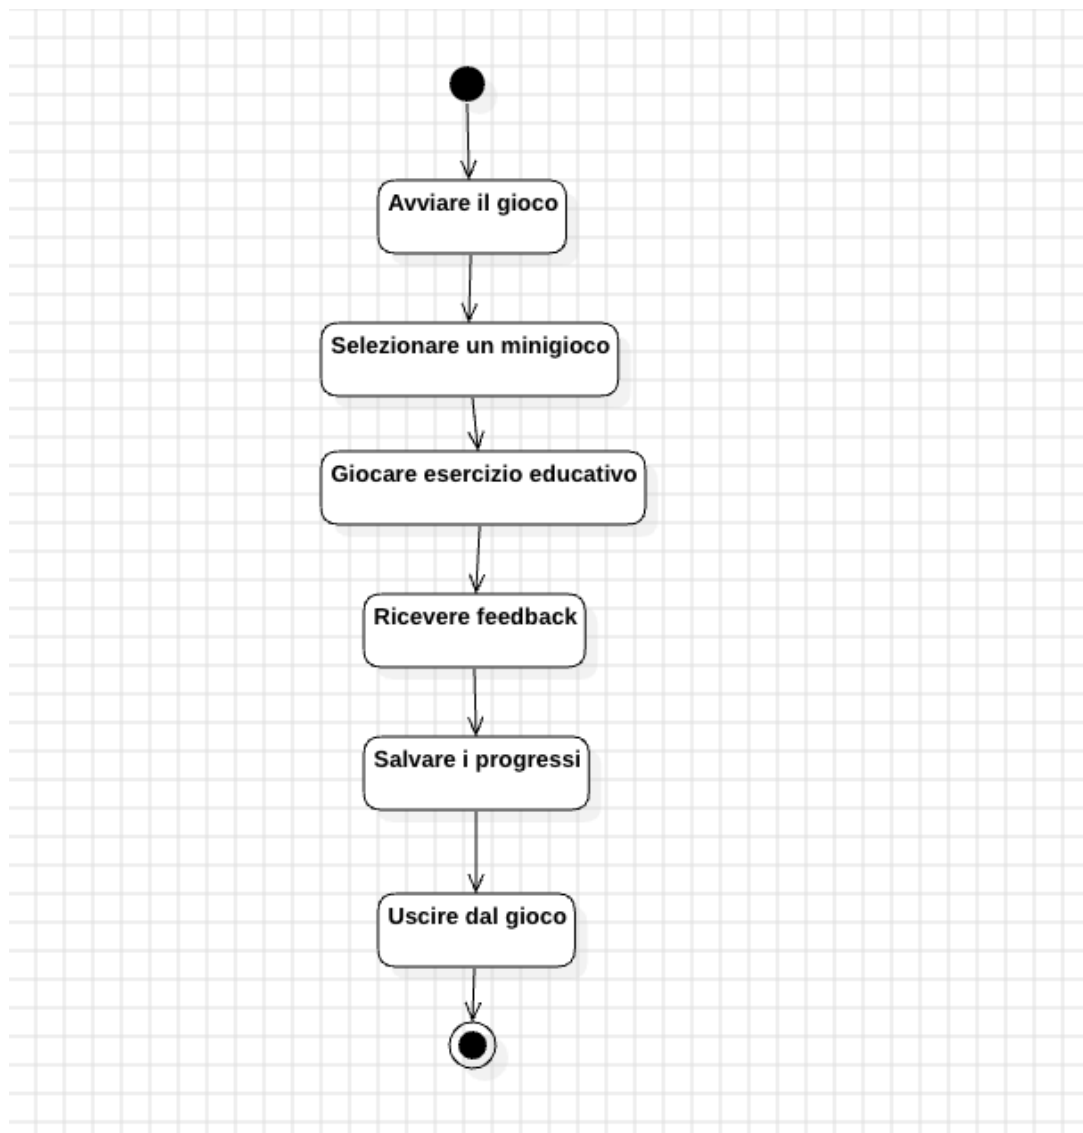 Avviare il gioco
Selezionare un minigioco
Giocare esercizio educativo
Ricevere feedback
Salvare i progressi
Uscire dal gioco